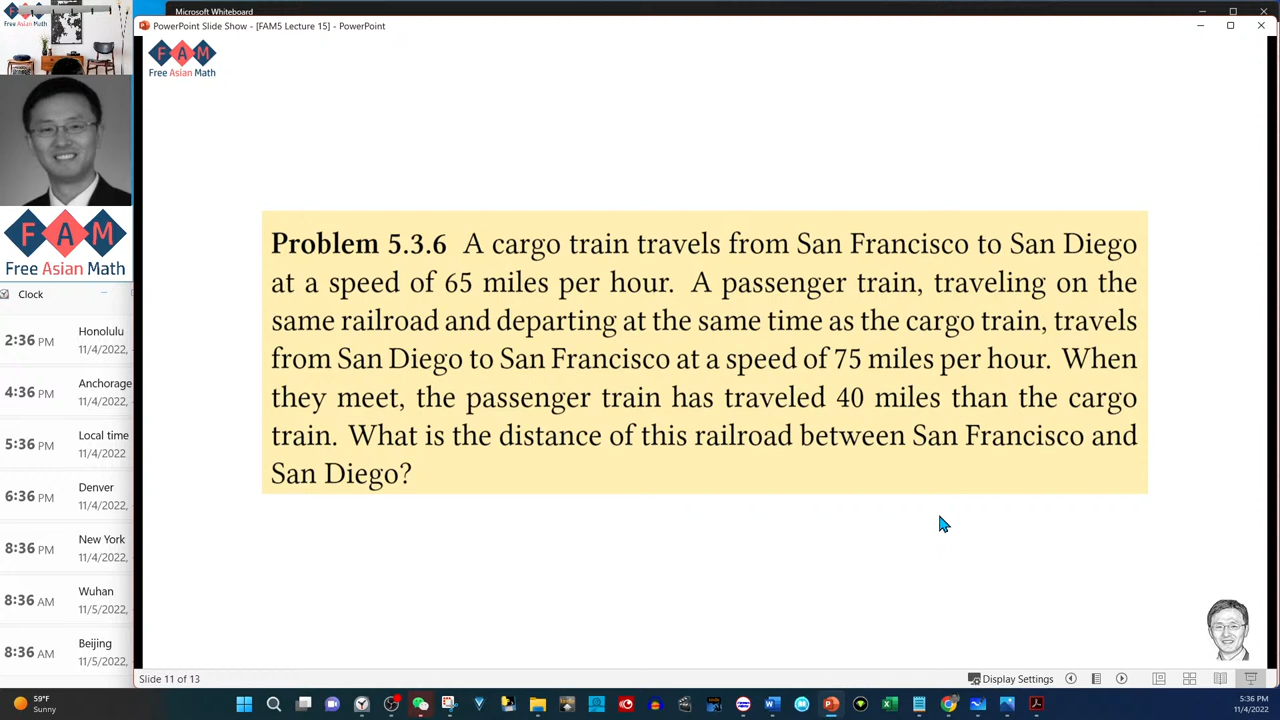 Microsoft Whiteboard
Free Asian Math
PowerPoint Slide Show - [FAM5 Lecture 15] - PowerPoint
F A M
Free Asian Math
Problem 5.3.6 A cargo train travels from San Francisco to San Diego
at a speed of 65 miles per hour. A passenger train, traveling on the
same railroad and departing at the same time as the cargo train, travels
from San Diego to San Francisco at a speed of 75 miles per hour. When
they meet, the passenger train has traveled 40 miles than the cargo
train. What is the distance of this railroad between San Francisco and
San Diego?
F A M
Free Asian Math
Clock
2:36 PM Honolulu
11/4/2022,
4:36 PM Anchorage
11/4/2022,
5:36 PM Local time
11/4/2022
6:36 PM Denver
11/4/2022,
8:36 PM New York
11/4/2022,
8:36 AM Wuhan
11/5/2022,
8:36 AM Beijing
11/5/2022,
Slide 11 of 13
Display Settings
59°F
Sunny
5:36 PM
11/4/2022